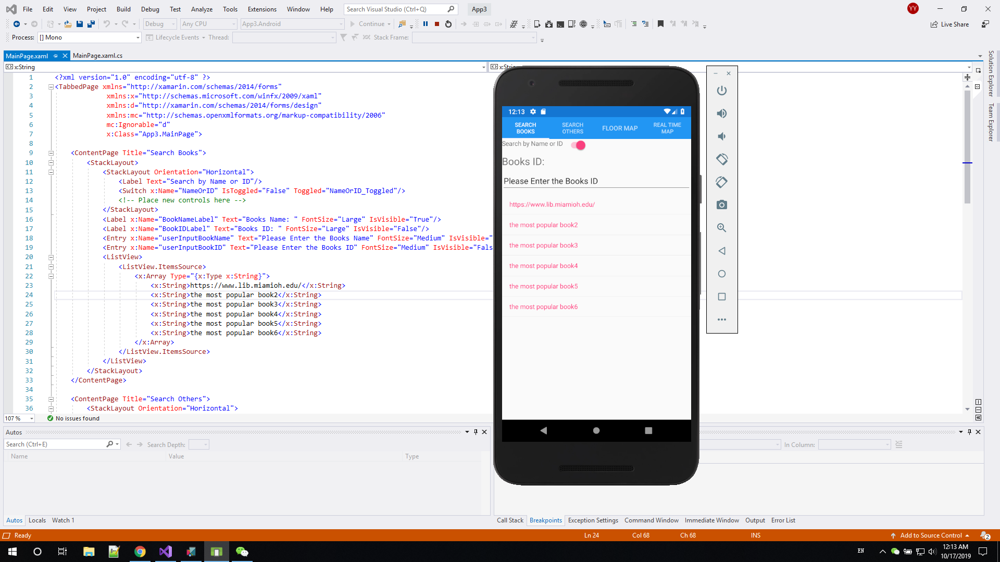 File Edit View Project Build Debug Test Analyze Tools Extensions Window Help Search Visual Studio (Ctrl+Q) App3 YY
Debug Any CPU App3.Android Continue Live Share
Process: [] Mono Lifecycle Events Thread: Stack Frame:
MainPage.xaml MainPage.xaml.cs
x:String
1 <?xml version="1.0" encoding="utf-8" ?>
2 <TabbedPage xmlns="http://xamarin.com/schemas/2014/forms"
3 xmlns:x="http://schemas.microsoft.com/winfx/2009/xaml"
4 xmlns:d="http://xamarin.com/schemas/2014/forms/design"
5 xmlns:mc="http://schemas.openxmlformats.org/markup-compatibility/2006"
6 mc:Ignorable="d"
7 x:Class="App3.MainPage">
8
9 <ContentPage Title="Search Books">
10 <StackLayout>
11 <StackLayout Orientation="Horizontal">
12 <Label Text="Search by Name or ID"/>
13 <Switch x:Name="NameOrID" IsToggled="False" Toggled="NameOrID_Toggled"/>
14 <!-- Place new controls here -->
15 </StackLayout>
16 <Label x:Name="BookNameLabel" Text="Books Name: " FontSize="Large" IsVisible="True"/>
17 <Label x:Name="BookIDLabel" Text="Books ID: " FontSize="Large" IsVisible="False"/>
18 <Entry x:Name="userInputBookName" Text="Please Enter the Books Name" FontSize="Medium" IsVisible="
19 <Entry x:Name="userInputBookID" Text="Please Enter the Books ID" FontSize="Medium" IsVisible="Fals
20 <ListView>
21 <ListView.ItemsSource>
22 <x:Array Type="{x:Type x:String}">
23 <x:String>https://www.lib.miamioh.edu/</x:String>
24 <x:String>the most popular book2</x:String>
25 <x:String>the most popular book3</x:String>
26 <x:String>the most popular book4</x:String>
27 <x:String>the most popular book5</x:String>
28 <x:String>the most popular book6</x:String>
29 </x:Array>
30 </ListView.ItemsSource>
31 </ListView>
32 </StackLayout>
33 </ContentPage>
34
35 <ContentPage Title="Search Others">
36 <StackLayout Orientation="Horizontal">
107 % No issues found
12:13
SEARCH BOOKS
SEARCH OTHERS
FLOOR MAP
REAL TIME MAP
Search by Name or ID
Books ID:
Please Enter the Books ID
https://www.lib.miamioh.edu/
the most popular book2
the most popular book3
the most popular book4
the most popular book5
the most popular book6
Solution Explorer
Team Explorer
Autos
Search (Ctrl+E) Search Depth:
Name Value Type
In Column:
Autos Locals Watch 1
Call Stack Breakpoints Exception Settings Command Window Immediate Window Output Error List
Ready Ln 24 Col 68 Ch 68 INS Add to Source Control 2
EN 12:13 AM
10/17/2019